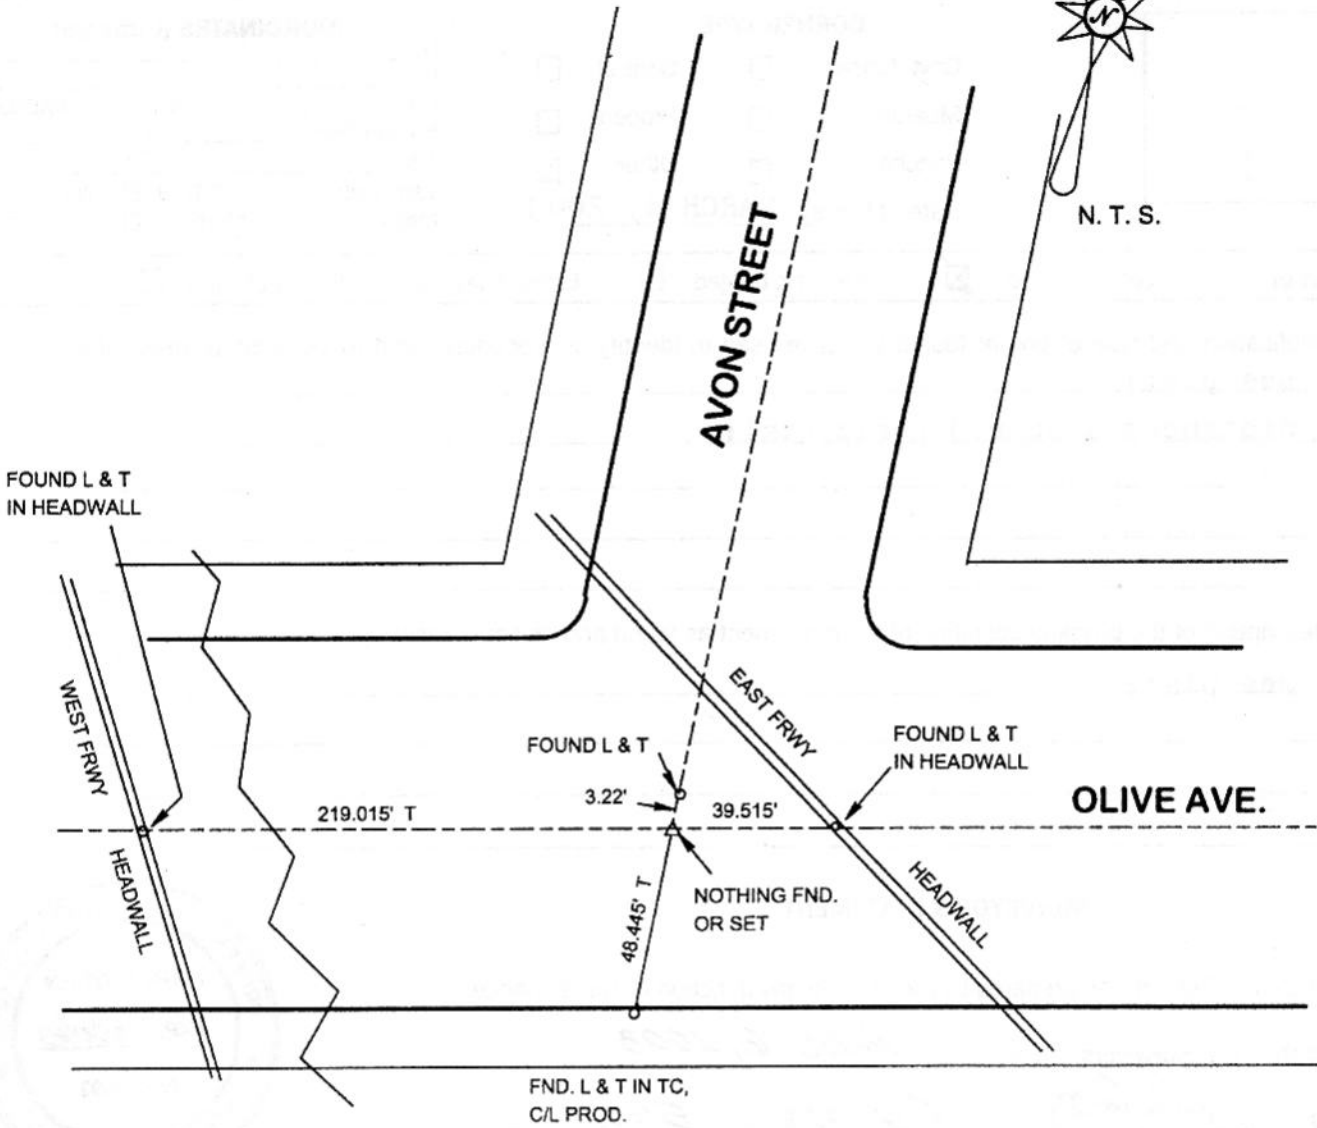 N
N. T. S.
AVON STREET
FOUND L & T
IN HEADWALL
WEST FRWY
HEADWALL
EAST FRWY
HEADWALL
FOUND L & T
FOUND L & T
IN HEADWALL
3.22'
219.015' T
39.515'
OLIVE AVE.
NOTHING FND.
OR SET
48.445' T
FND. L & T IN TC,
C/L PROD.